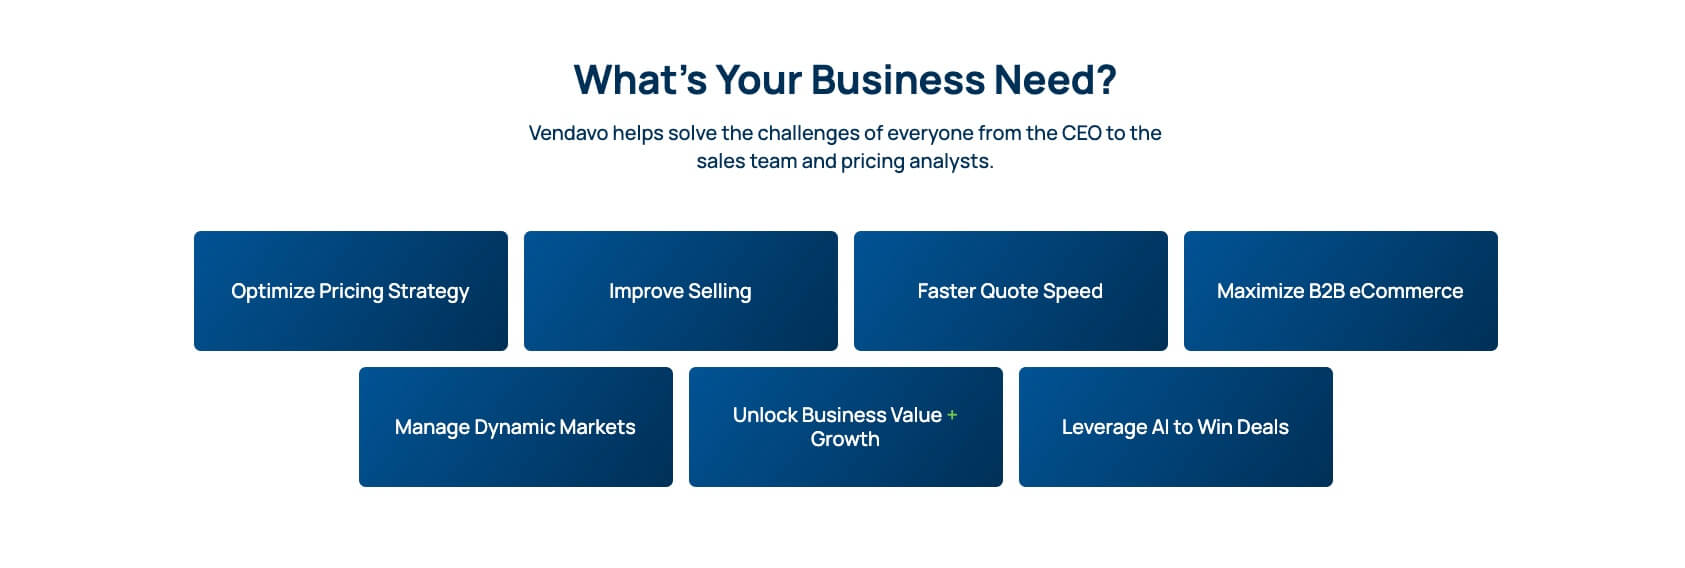 What's Your Business Need?
Vendavo helps solve the challenges of everyone from the CEO to the
sales team and pricing analysts.
Optimize Pricing Strategy
Improve Selling
Faster Quote Speed
Maximize B2B eCommerce
Manage Dynamic Markets
Unlock Business Value +
Growth
Leverage AI to Win Deals